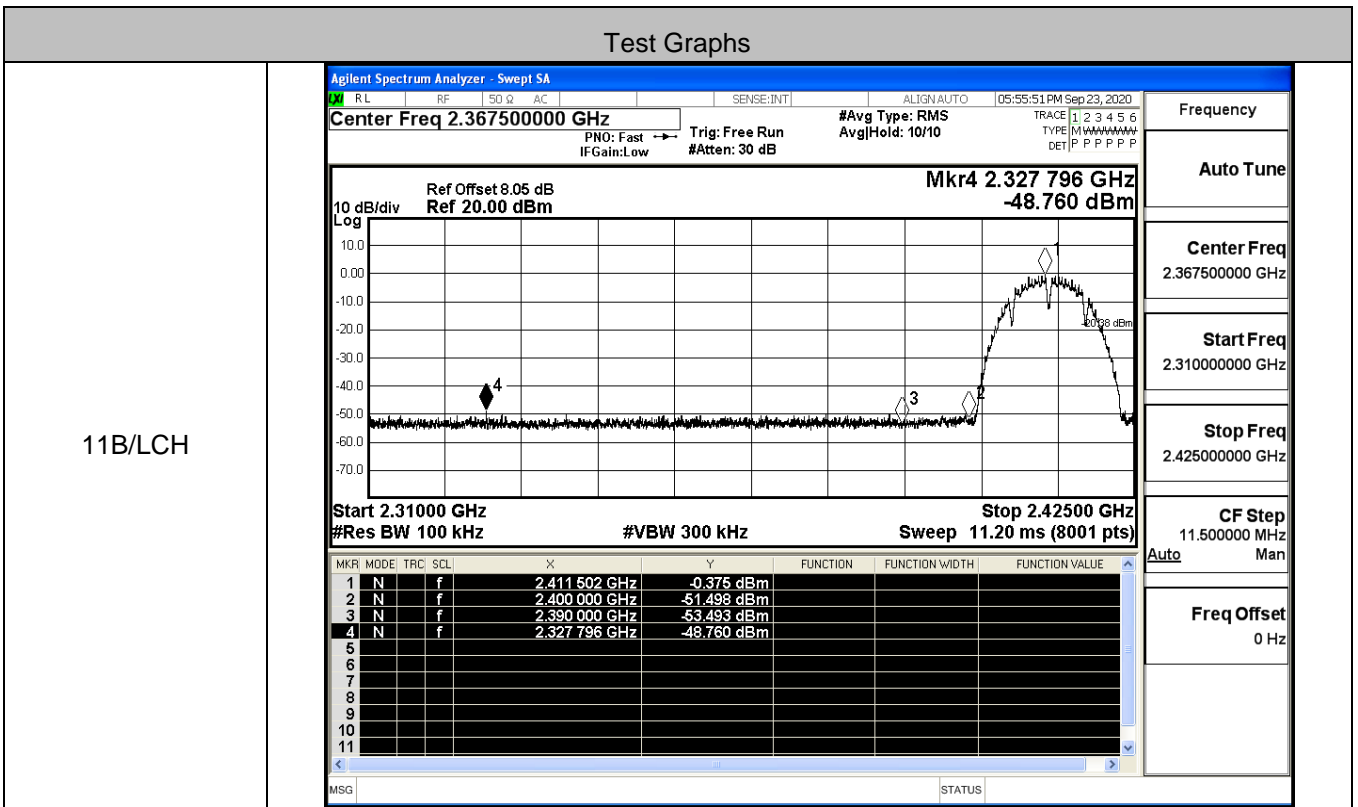 Test Graphs
11B/LCH
Agilent Spectrum Analyzer - Swept SA
LXI RL RF 50 Ω AC SENSE:INT ALIGNAUTO 05:55:51 PM Sep 23, 2020
Center Freq 2.367500000 GHz
PNO: Fast
IFGain:Low
Trig: Free Run
#Atten: 30 dB
#Avg Type: RMS
Avg|Hold: 10/10
TRACE 1 2 3 4 5 6
TYPE MWWWWW
DET P P P P P P
Ref Offset 8.05 dB
10 dB/div Ref 20.00 dBm
Log
Mkr4 2.327 796 GHz
-48.760 dBm
10.0
0.00
-10.0
-20.0
-30.0
-40.0
-50.0
-60.0
-70.0
1
-20.38 dBm
4
3
2
Start 2.31000 GHz Stop 2.42500 GHz
#Res BW 100 kHz #VBW 300 kHz Sweep 11.20 ms (8001 pts)
MKR MODE TRC SCL X Y FUNCTION FUNCTION WIDTH FUNCTION VALUE
1 N f 2.411 502 GHz -0.375 dBm
2 N f 2.400 000 GHz -51.498 dBm
3 N f 2.390 000 GHz -53.493 dBm
4 N f 2.327 796 GHz -48.760 dBm
5
6
7
8
9
10
11
MSG STATUS
Frequency
Auto Tune
Center Freq
2.367500000 GHz
Start Freq
2.310000000 GHz
Stop Freq
2.425000000 GHz
CF Step
11.500000 MHz
Auto Man
Freq Offset
0 Hz